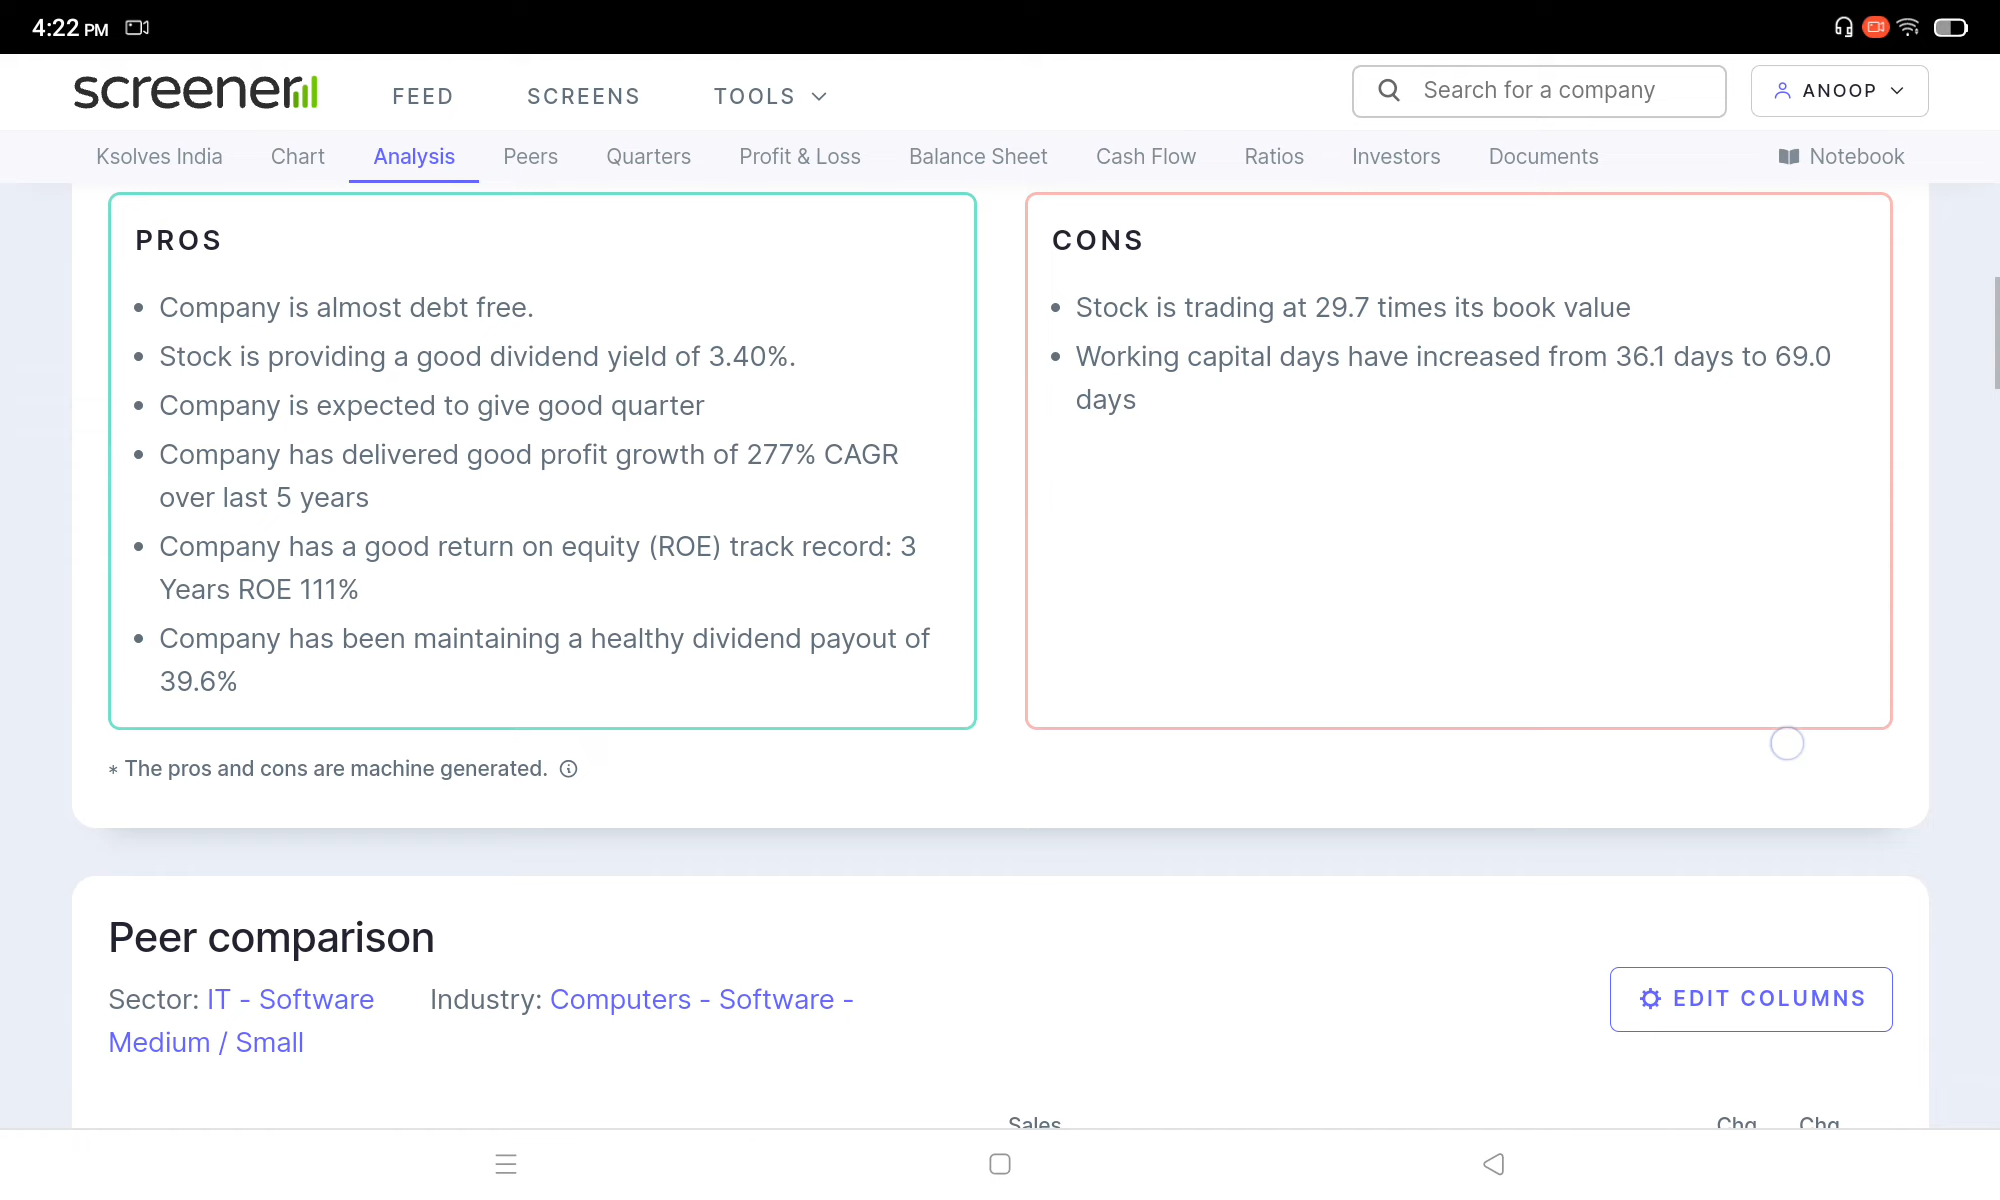 4:22 PM
screener
FEED
SCREENS
TOOLS
Search for a company
ANOOP
Ksolves India
Chart
Analysis
Peers
Quarters
Profit & Loss
Balance Sheet
Cash Flow
Ratios
Investors
Documents
Notebook
PROS
• Company is almost debt free.
• Stock is providing a good dividend yield of 3.40%.
• Company is expected to give good quarter
• Company has delivered good profit growth of 277% CAGR
over last 5 years
• Company has a good return on equity (ROE) track record: 3
Years ROE 111%
• Company has been maintaining a healthy dividend payout of
39.6%
CONS
• Stock is trading at 29.7 times its book value
• Working capital days have increased from 36.1 days to 69.0
days
* The pros and cons are machine generated.
Peer comparison
Sector: IT - Software Industry: Computers - Software -
Medium / Small
EDIT COLUMNS
Sales
Chg
Chg